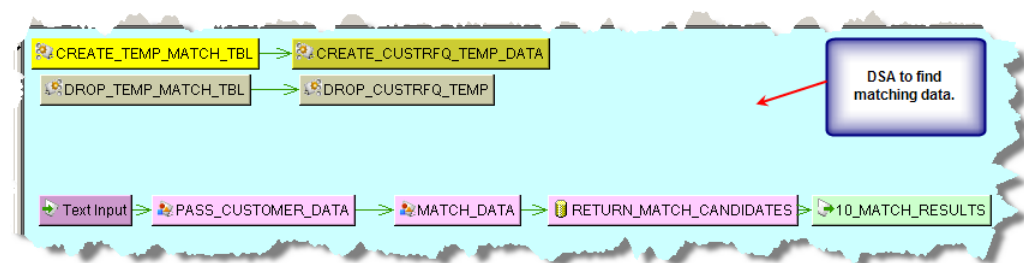 CREATE_TEMP_MATCH_TBL
CREATE_CUSTRFQ_TEMP_DATA
DROP_TEMP_MATCH_TBL
DROP_CUSTRFQ_TEMP
DSA to find
matching data.
Text Input
PASS_CUSTOMER_DATA
MATCH_DATA
RETURN_MATCH_CANDIDATES
10_MATCH_RESULTS